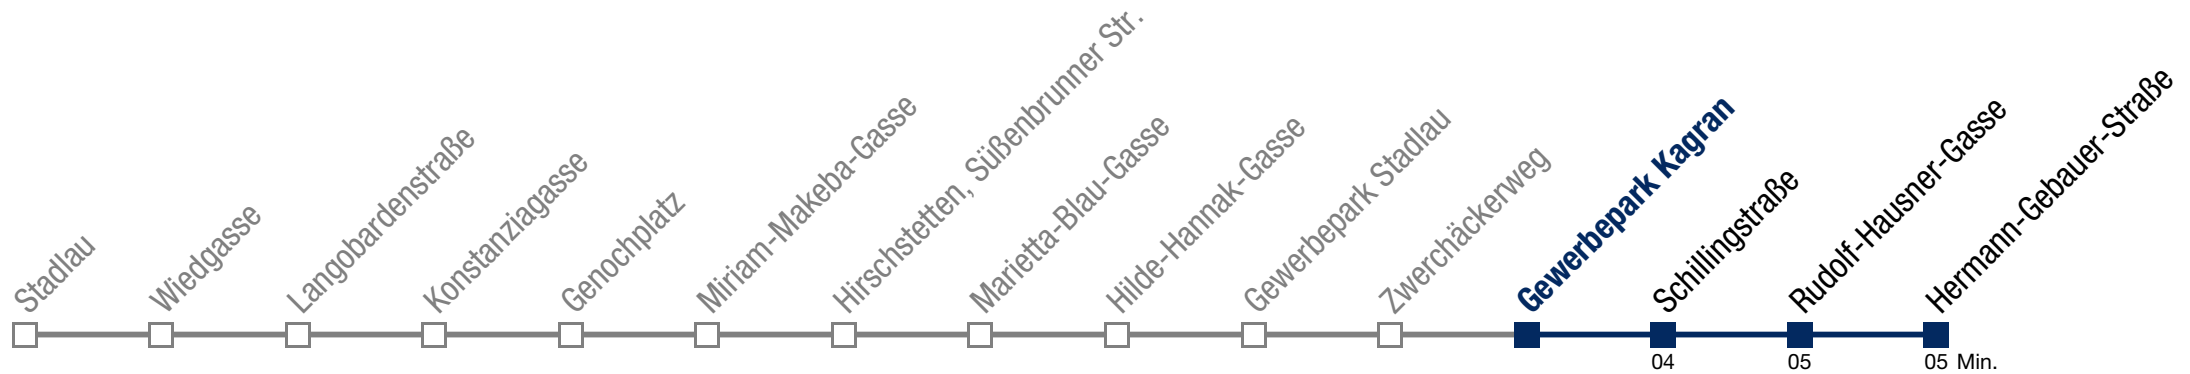 Stadlau
Wiedgasse
Langobardenstraße
Konstanziagasse
Genochplatz
Miriam-Makeba-Gasse
Hirschstetten, Süßenbrunner Str.
Marietta-Blau-Gasse
Hilde-Hannak-Gasse
Gewerbepark Stadlau
Zwerchäckerweg
Gewerbepark Kagran
Schillingstraße
Rudolf-Hausner-Gasse
Hermann-Gebauer-Straße
04 05 05 Min.